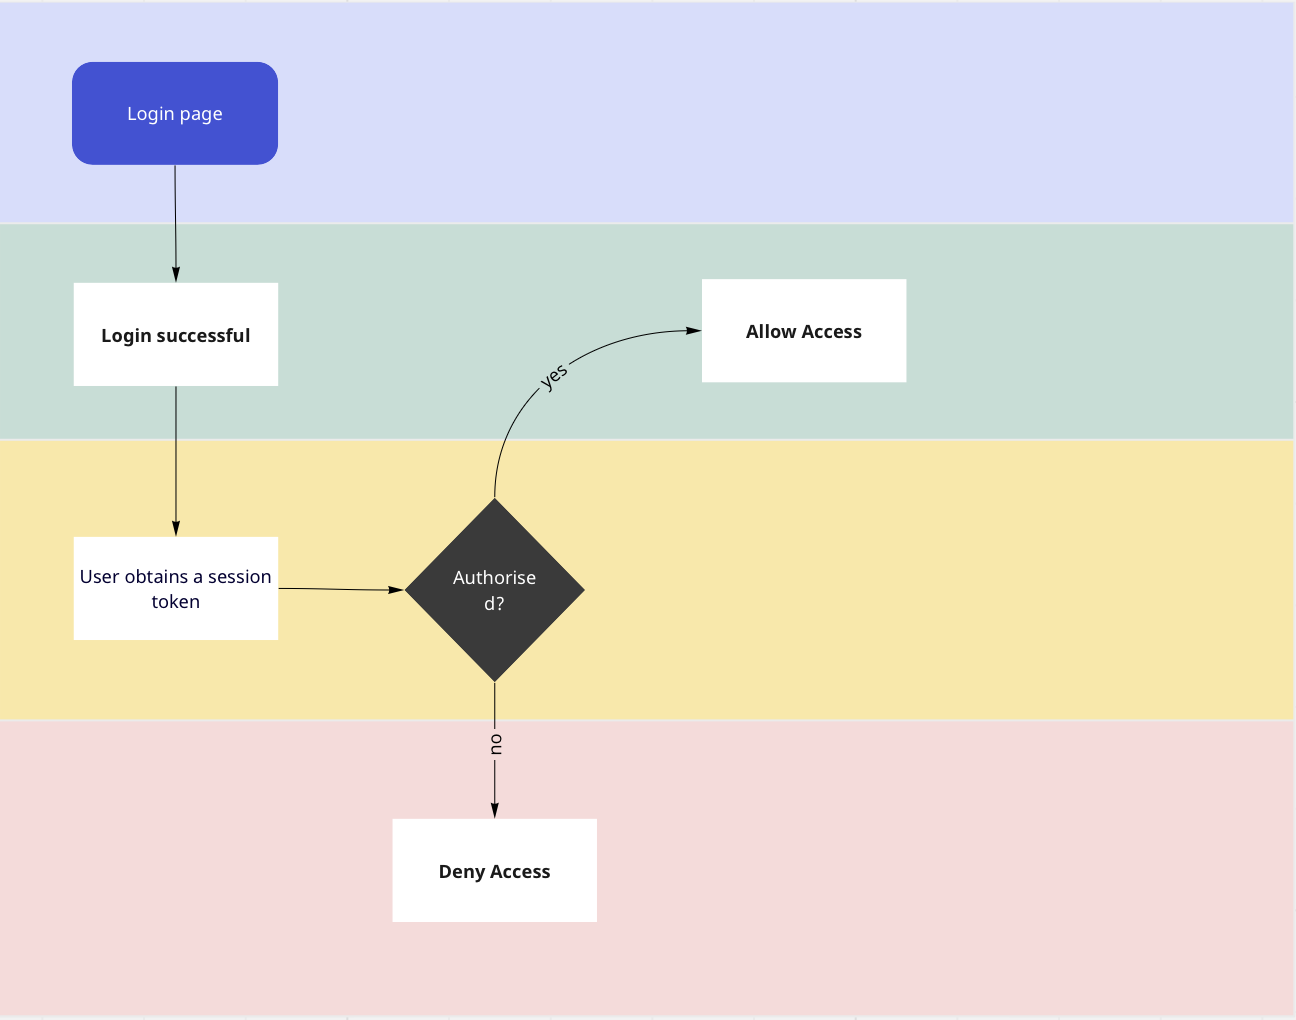 Login page
Login successful
Allow Access
yes
User obtains a session
token
Authorise
d?
no
Deny Access